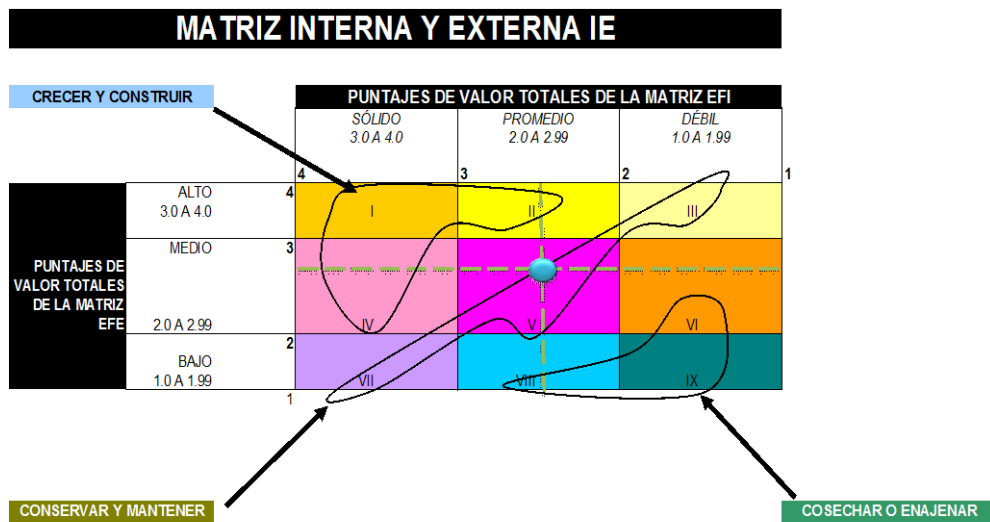 MATRIZ INTERNA Y EXTERNA IE
CRECER Y CONSTRUIR
PUNTAJES DE VALOR TOTALES DE LA MATRIZ EFI
SÓLIDO
3.0 A 4.0
PROMEDIO
2.0 A 2.99
DÉBIL
1.0 A 1.99
4
3
2
1
PUNTAJES DE
VALOR TOTALES
DE LA MATRIZ
EFE
ALTO
3.0 A 4.0
4
I
II
III
MEDIO
3
2.0 A 2.99
IV
V
VI
2
BAJO
1.0 A 1.99
VII
VIII
IX
1
CONSERVAR Y MANTENER
COSECHAR O ENAJENAR